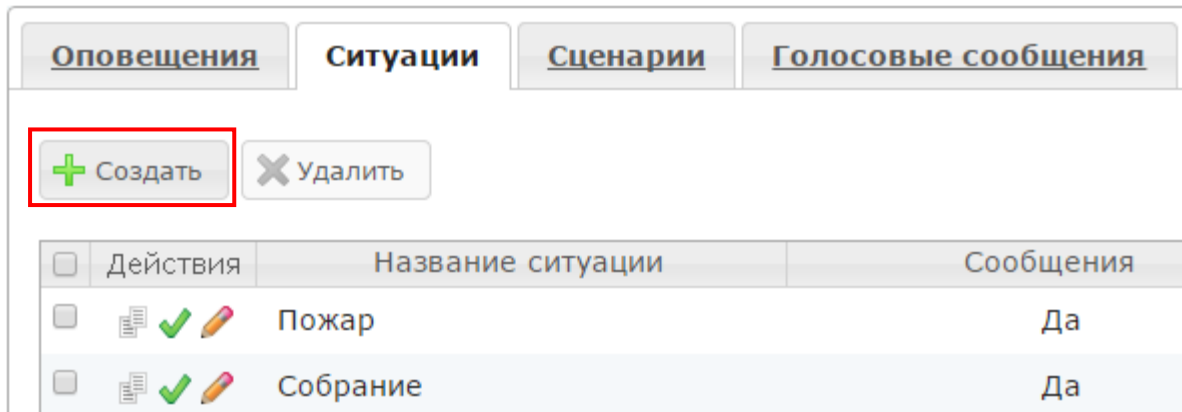 Оповещения Ситуации Сценарии Голосовые сообщения
Создать Удалить
Действия Название ситуации Сообщения
Пожар Да
Собрание Да